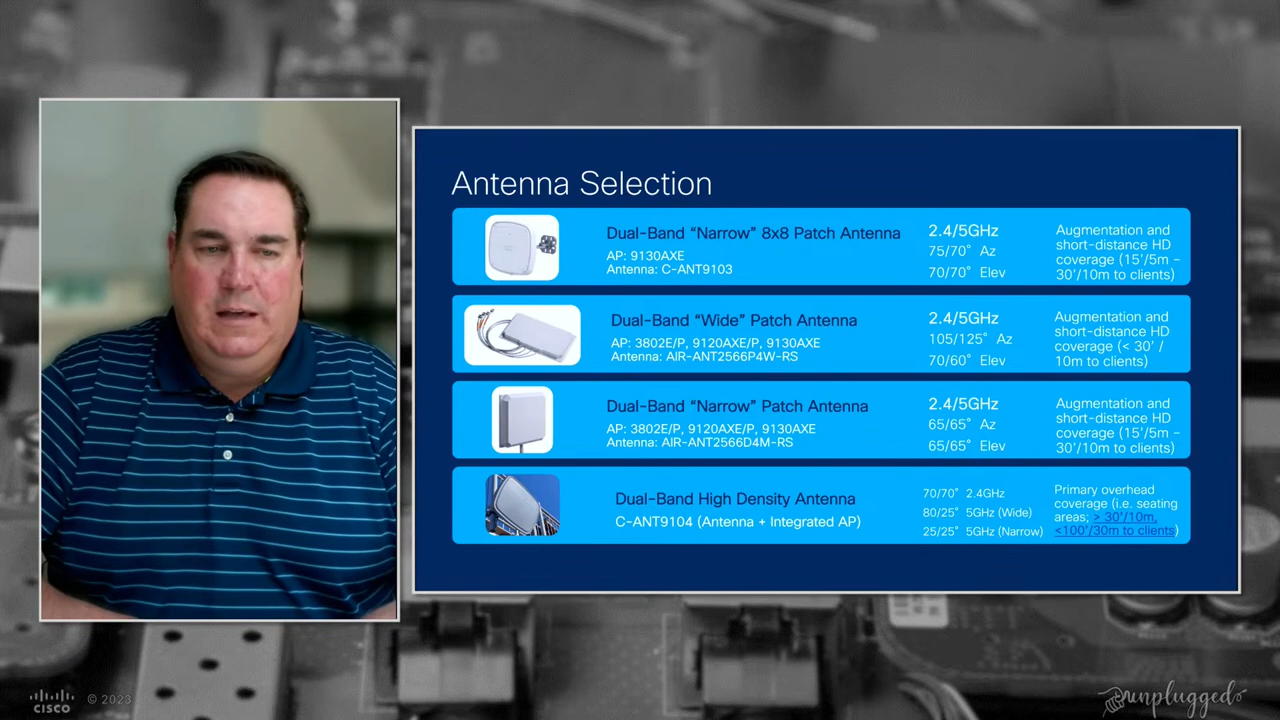 Antenna Selection
Dual-Band “Narrow” 8x8 Patch Antenna
AP: 9130AXE
Antenna: C-ANT9103
2.4/5GHz
75/70° Az
70/70° Elev
Augmentation and
short-distance HD
coverage (15’/5m –
30’/10m to clients)
Dual-Band “Wide” Patch Antenna
AP: 3802E/P, 9120AXE/P, 9130AXE
Antenna: AIR-ANT2566P4W-RS
2.4/5GHz
105/125° Az
70/60° Elev
Augmentation and
short-distance HD
coverage (< 30’ /
10m to clients)
Dual-Band “Narrow” Patch Antenna
AP: 3802E/P, 9120AXE/P, 9130AXE
Antenna: AIR-ANT2566D4M-RS
2.4/5GHz
65/65° Az
65/65° Elev
Augmentation and
short-distance HD
coverage (15’/5m –
30’/10m to clients)
Dual-Band High Density Antenna
C-ANT9104 (Antenna + Integrated AP)
70/70° 2.4GHz
80/25° 5GHz (Wide)
25/25° 5GHz (Narrow)
Primary overhead
coverage (i.e. seating
areas; > 30’/10m,
<100’/30m to clients)
CISCO
© 2023
unplugged